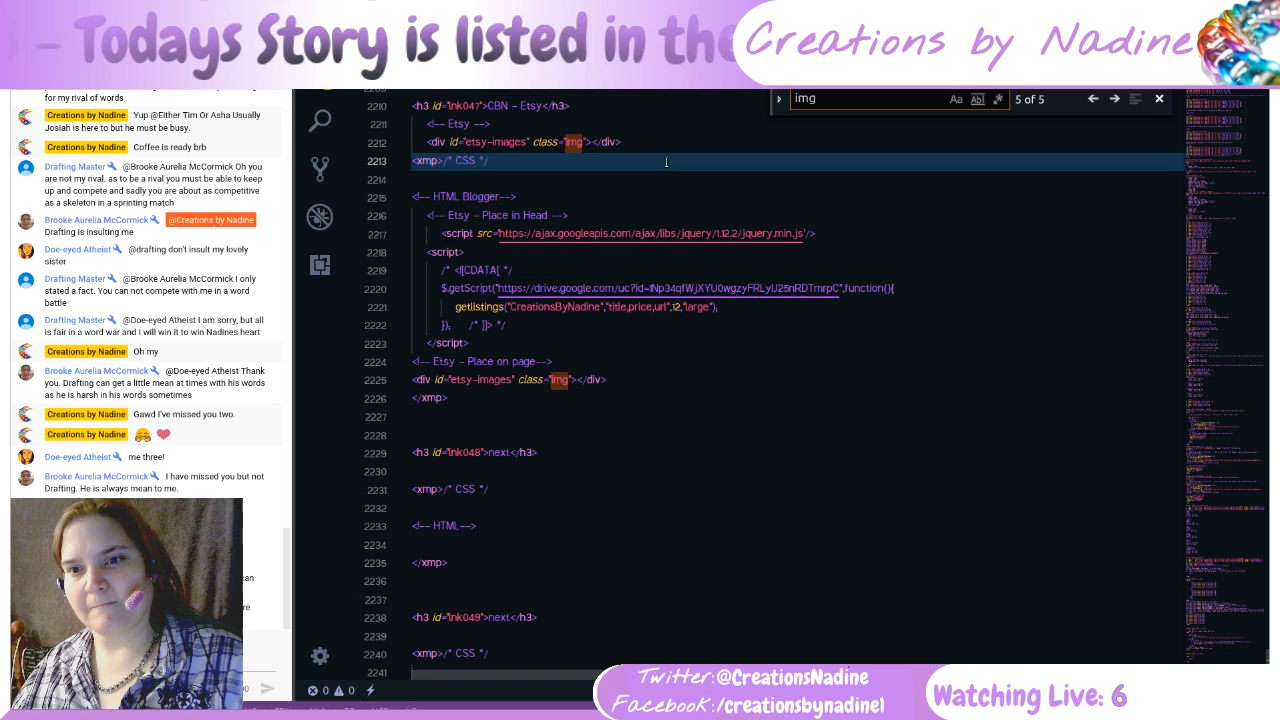 – Todays Story is listed in the
Creations by Nadine
for my rival of words
Creations by Nadine Yup @Either Tim Or Asha Usually
Josiah is here to but he must be busy.
Creations by Nadine Coffee is ready brb
Drafting Master @Brooke Aurelia McCormick Oh you
are not my rival. as to be a rival you must be able to keep
up and compete and sadly you are about as competitive
as a skeleton in a sprinting match
Brooke Aurelia McCormick @Creations by Nadine
Drafting is insulting me
Doe-eyed Atheist @drafting don't insult my lovely
sister
Drafting Master @Brooke Aurelia McCormick I only
stated a fact. You can not compete with me in a word
battle
Drafting Master @Doe-eyed Atheist I am sorry, but all
is fair in a word war and I will win it to win Nadines heart
Creations by Nadine Oh my
Brooke Aurelia McCormick @Doe-eyed Atheist Thank
you. Drafting can get a little mean at times with his words
as he is harsh in his words sometimes
Creations by Nadine Gawd I've missed you two.
Creations by Nadine
Doe-eyed Atheist me three!
Brooke Aurelia McCormick I have missed you but not
Drafting. He is always mean to me.
img
Aa Abl .* 5 of 5
2210 <h3 id="lnk047">CBN - Etsy</h3>
2211 <!-- Etsy -->
2212 <div id="etsy-images" class="img"></div>
2213 <xmp>/* CSS */
2214
2215 <!-- HTML Blogger-->
2216 <!-- Etsy - Place in Head -->
2217 <script src='https://ajax.googleapis.com/ajax/libs/jquery/1.12.2/jquery.min.js'/>
2218 <script>
2219 /* <![CDATA[ */
2220 $.getScript("https://drive.google.com/uc?id=1Np34qfWjXYU0wgzyFRLyIJ25nRDTmrpC",function(){
2221 getlistings("CreationsByNadine","title,price,url",12,"large");
2222 }); /* ]]> */
2223 </script>
2224 <!-- Etsy - Place on page-->
2225 <div id="etsy-images" class="img"></div>
2226 </xmp>
2227
2228
2229 <h3 id="lnk048">next</h3>
2230
2231 <xmp>/* CSS */
2232
2233 <!-- HTML-->
2234
2235 </xmp>
2236
2237
2238 <h3 id="lnk049">next</h3>
2239
2240 <xmp>/* CSS */
2241
0 0
Twitter:@CreationsNadine
Facebook:/creationsbynadine1
Watching Live: 6